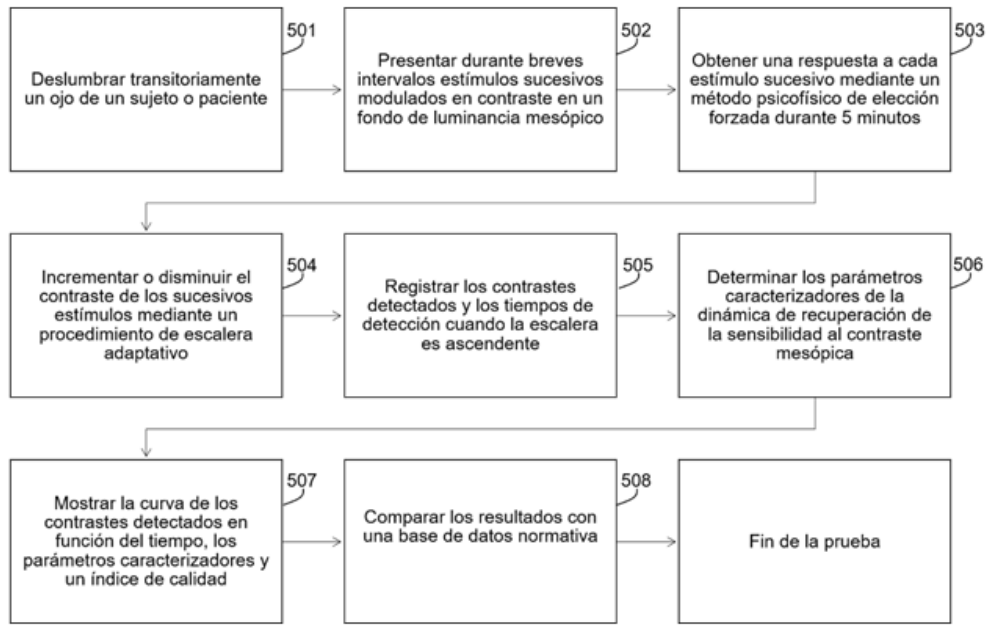 501
Deslumbrar transitoriamente
un ojo de un sujeto o paciente
502
Presentar durante breves
intervalos estímulos sucesivos
modulados en contraste en un
fondo de luminancia mesópico
503
Obtener una respuesta a cada
estímulo sucesivo mediante un
método psicofísico de elección
forzada durante 5 minutos
504
Incrementar o disminuir el
contraste de los sucesivos
estímulos mediante un
procedimiento de escalera
adaptativo
505
Registrar los contrastes
detectados y los tiempos de
detección cuando la escalera
es ascendente
506
Determinar los parámetros
caracterizadores de la
dinámica de recuperación de
la sensibilidad al contraste
mesópica
507
Mostrar la curva de los
contrastes detectados en
función del tiempo, los
parámetros caracterizadores y
un índice de calidad
508
Comparar los resultados con
una base de datos normativa
Fin de la prueba